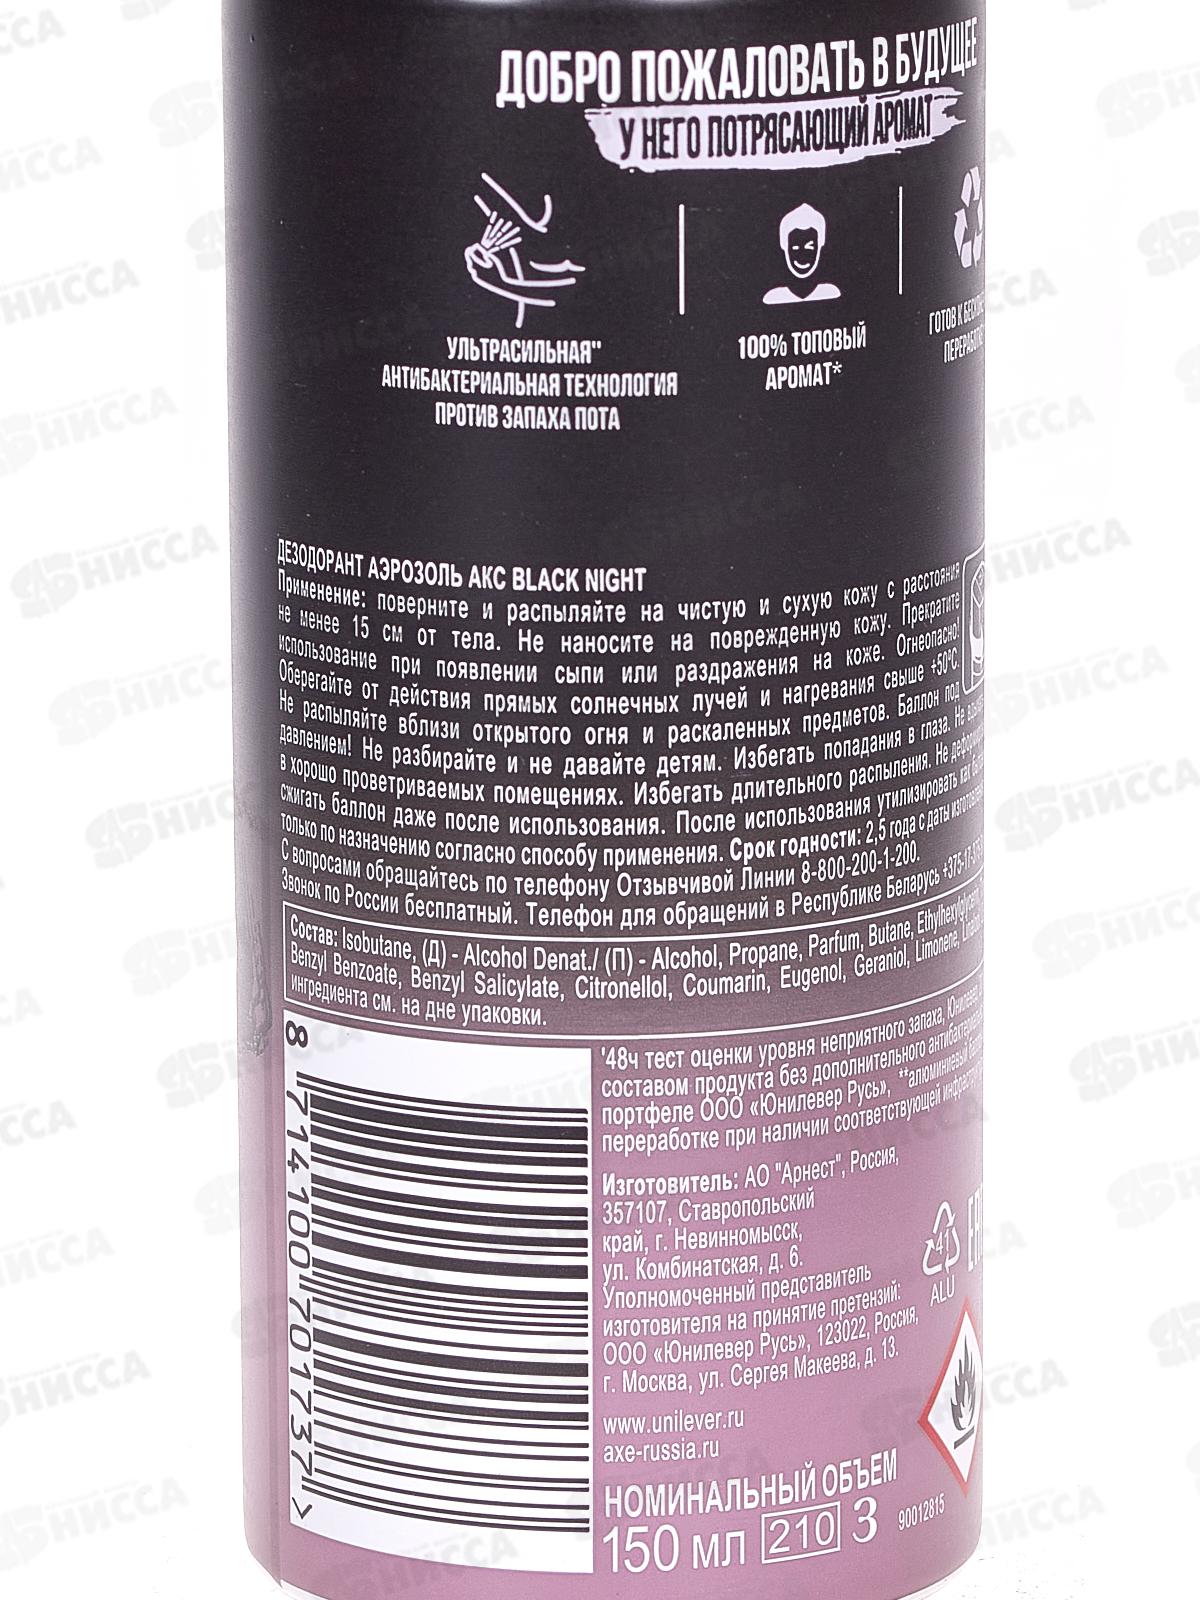 ДОБРО ПОЖАЛОВАТЬ В БУДУЩЕЕ
У НЕГО ПОТРЯСАЮЩИЙ АРОМАТ
УЛЬТРАСИЛЬНАЯ"
АНТИБАКТЕРИАЛЬНАЯ ТЕХНОЛОГИЯ
ПРОТИВ ЗАПАХА ПОТА
100% ТОПОВЫЙ
АРОМАТ*
ГОТОВ К
ДЕЗОДОРАНТ АЭРОЗОЛЬ АКС BLACK NIGHT
Применение: поверните и распыляйте на чистую и сухую кожу с расстояния
не менее 15 см от тела. Не наносите на поврежденную кожу. Прекратите
использование при появлении сыпи или раздражения на коже. Огнеопасно!
Оберегайте от действия прямых солнечных лучей и нагревания свыше +50°С.
Не распыляйте вблизи открытого огня и раскаленных предметов. Баллон под
давлением! Не разбирайте и не давайте детям. Избегать попадания в глаза. Не
в хорошо проветриваемых помещениях. Избегать длительного распыления. Не
сжигать баллон даже после использования. После использования утилизировать как
только по назначению согласно способу применения. Срок годности: 2,5 года с даты
С вопросами обращайтесь по телефону Отзывчивой Линии 8-800-200-1-200.
Звонок по России бесплатный. Телефон для обращений в Республике Беларусь
Состав: Isobutane, (Д) - Alcohol Denat./ (П) - Alcohol, Propane, Parfum, Butane,
Benzyl Benzoate, Benzyl Salicylate, Citronellol, Coumarin, Eugenol, Geraniol, Limonene,
ингредиента см. на дне упаковки.
8 714100 701737 >
'48ч тест оценки уровня неприятного запаха, Юнилевер,
составом продукта без дополнительного
портфеле ООО «Юнилевер Русь», **алюминиевый
переработке при наличии соответствующей
Изготовитель: АО "Арнест", Россия,
357107, Ставропольский
край, г. Невинномысск,
ул. Комбинатская, д. 6.
Уполномоченный представитель
изготовителя на принятие претензий:
ООО «Юнилевер Русь», 123022, Россия,
г. Москва, ул. Сергея Макеева, д. 13.
www.unilever.ru
axe-russia.ru
41
ALU
НОМИНАЛЬНЫЙ ОБЪЕМ
150 мл 210 3
90012815
НИССА